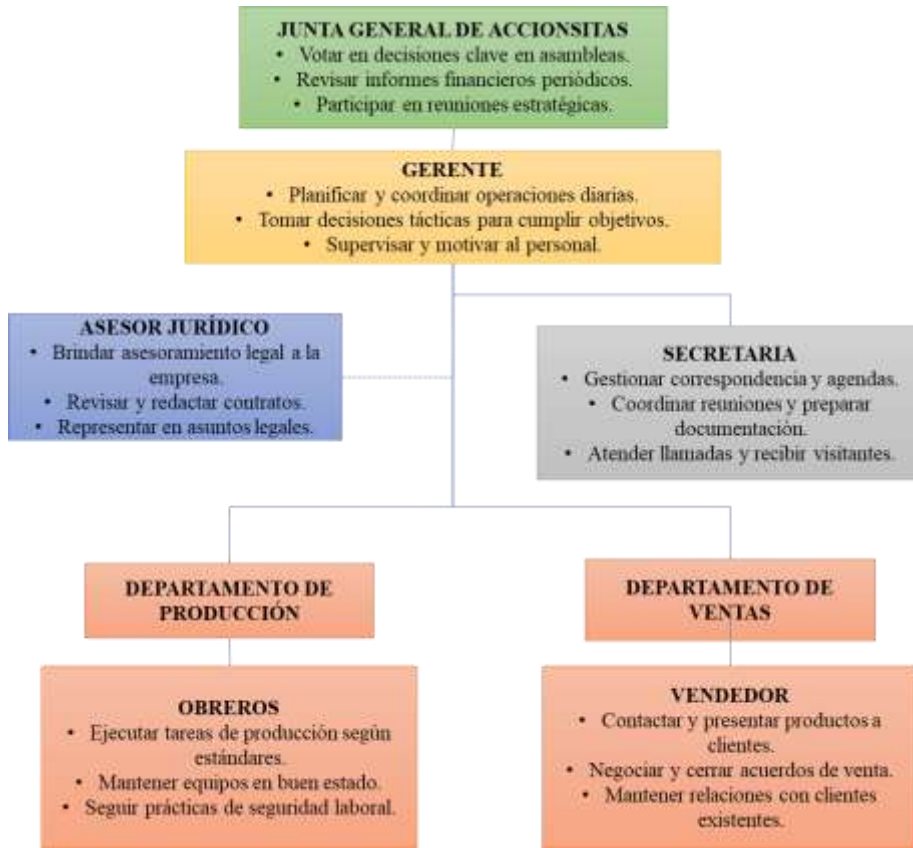 JUNTA GENERAL DE ACCIONSITAS
• Votar en decisiones clave en asambleas.
• Revisar informes financieros periódicos.
• Participar en reuniones estratégicas.
GERENTE
• Planificar y coordinar operaciones diarias.
• Tomar decisiones tácticas para cumplir objetivos.
• Supervisar y motivar al personal.
ASESOR JURÍDICO
• Brindar asesoramiento legal a la
empresa.
• Revisar y redactar contratos.
• Representar en asuntos legales.
SECRETARIA
• Gestionar correspondencia y agendas.
• Coordinar reuniones y preparar
documentación.
• Atender llamadas y recibir visitantes.
DEPARTAMENTO DE
PRODUCCIÓN
DEPARTAMENTO DE
VENTAS
OBREROS
• Ejecutar tareas de producción según
estándares.
• Mantener equipos en buen estado.
• Seguir prácticas de seguridad laboral.
VENDEDOR
• Contactar y presentar productos a
clientes.
• Negociar y cerrar acuerdos de venta.
• Mantener relaciones con clientes
existentes.